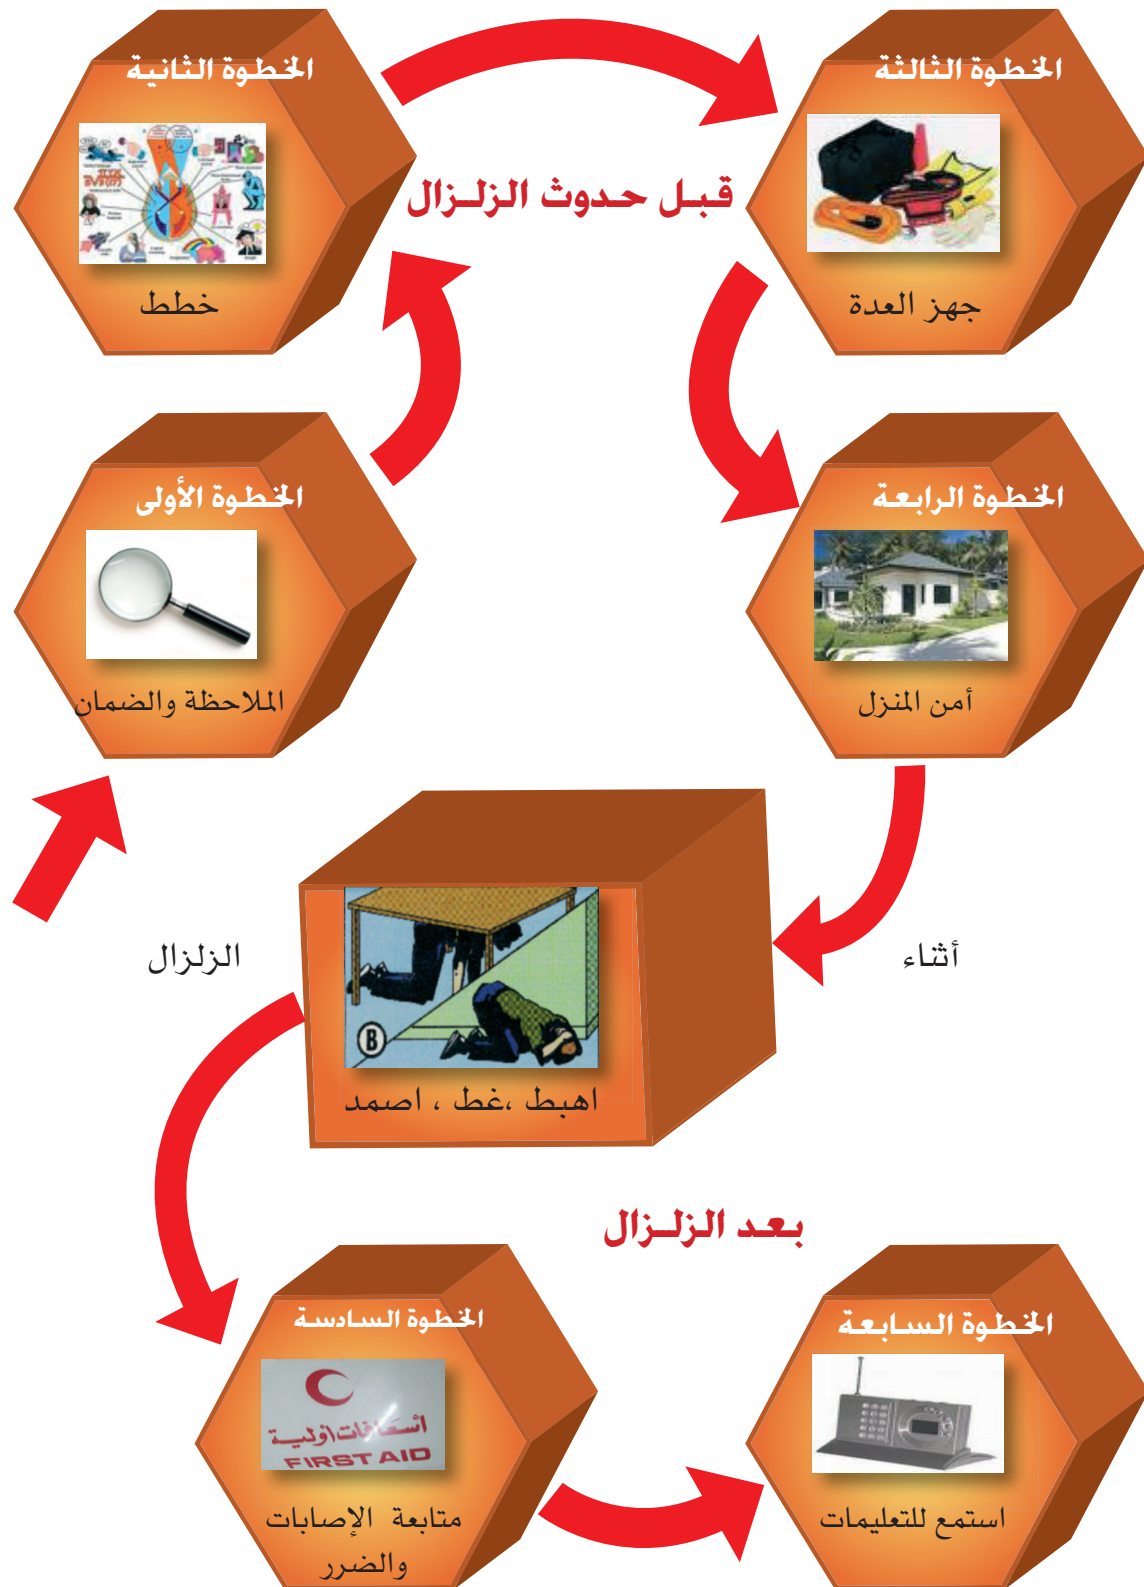 الخطوة الثانية
خطط
الخطوة الثالثة
جهز العدة
قبل حدوث الزلزال
الخطوة الأولى
الملاحظة والضمان
الخطوة الرابعة
أمن المنزل
أثناء
الزلزال
B
اهبط ،غط ، اصمد
بعد الزلزال
الخطوة السادسة
اسعافات أولية
FIRST AID
متابعة الإصابات
والضرر
الخطوة السابعة
استمع للتعليمات